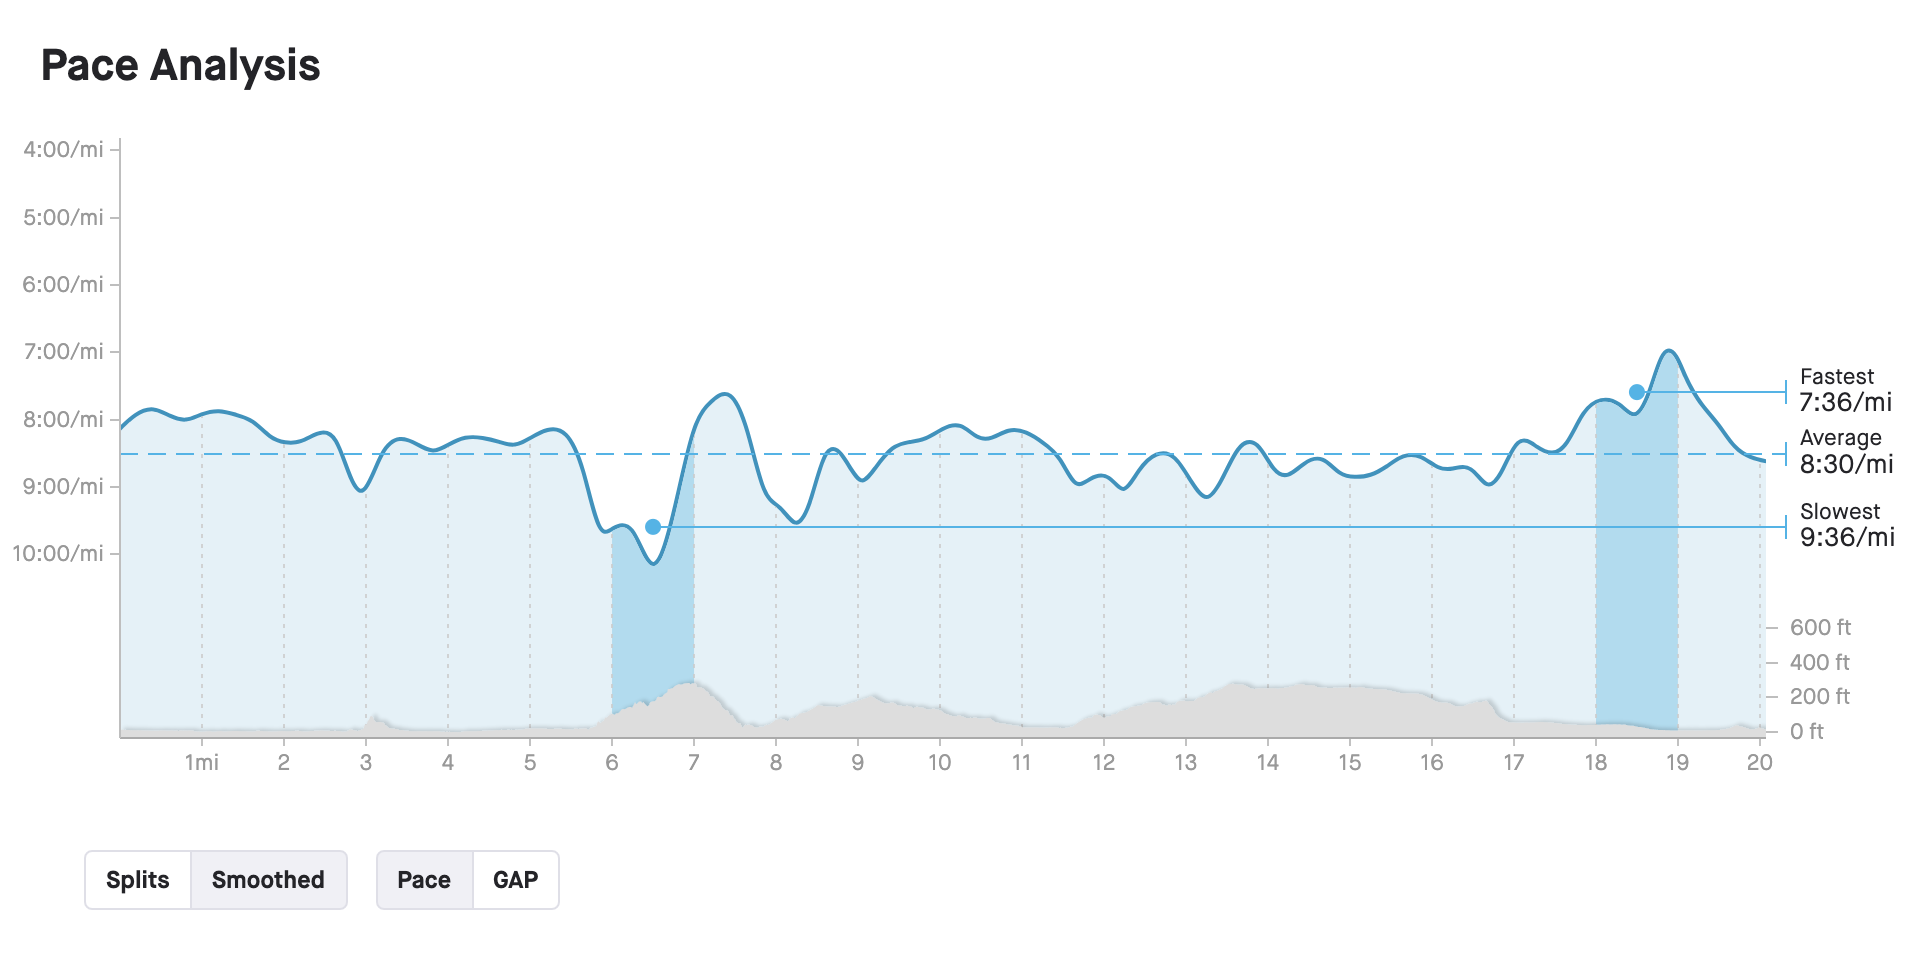 Pace Analysis
4:00/mi
5:00/mi
6:00/mi
7:00/mi
8:00/mi
9:00/mi
10:00/mi
Fastest
7:36/mi
Average
8:30/mi
Slowest
9:36/mi
600 ft
400 ft
200 ft
0 ft
1mi 2 3 4 5 6 7 8 9 10 11 12 13 14 15 16 17 18 19 20
Splits Smoothed Pace GAP